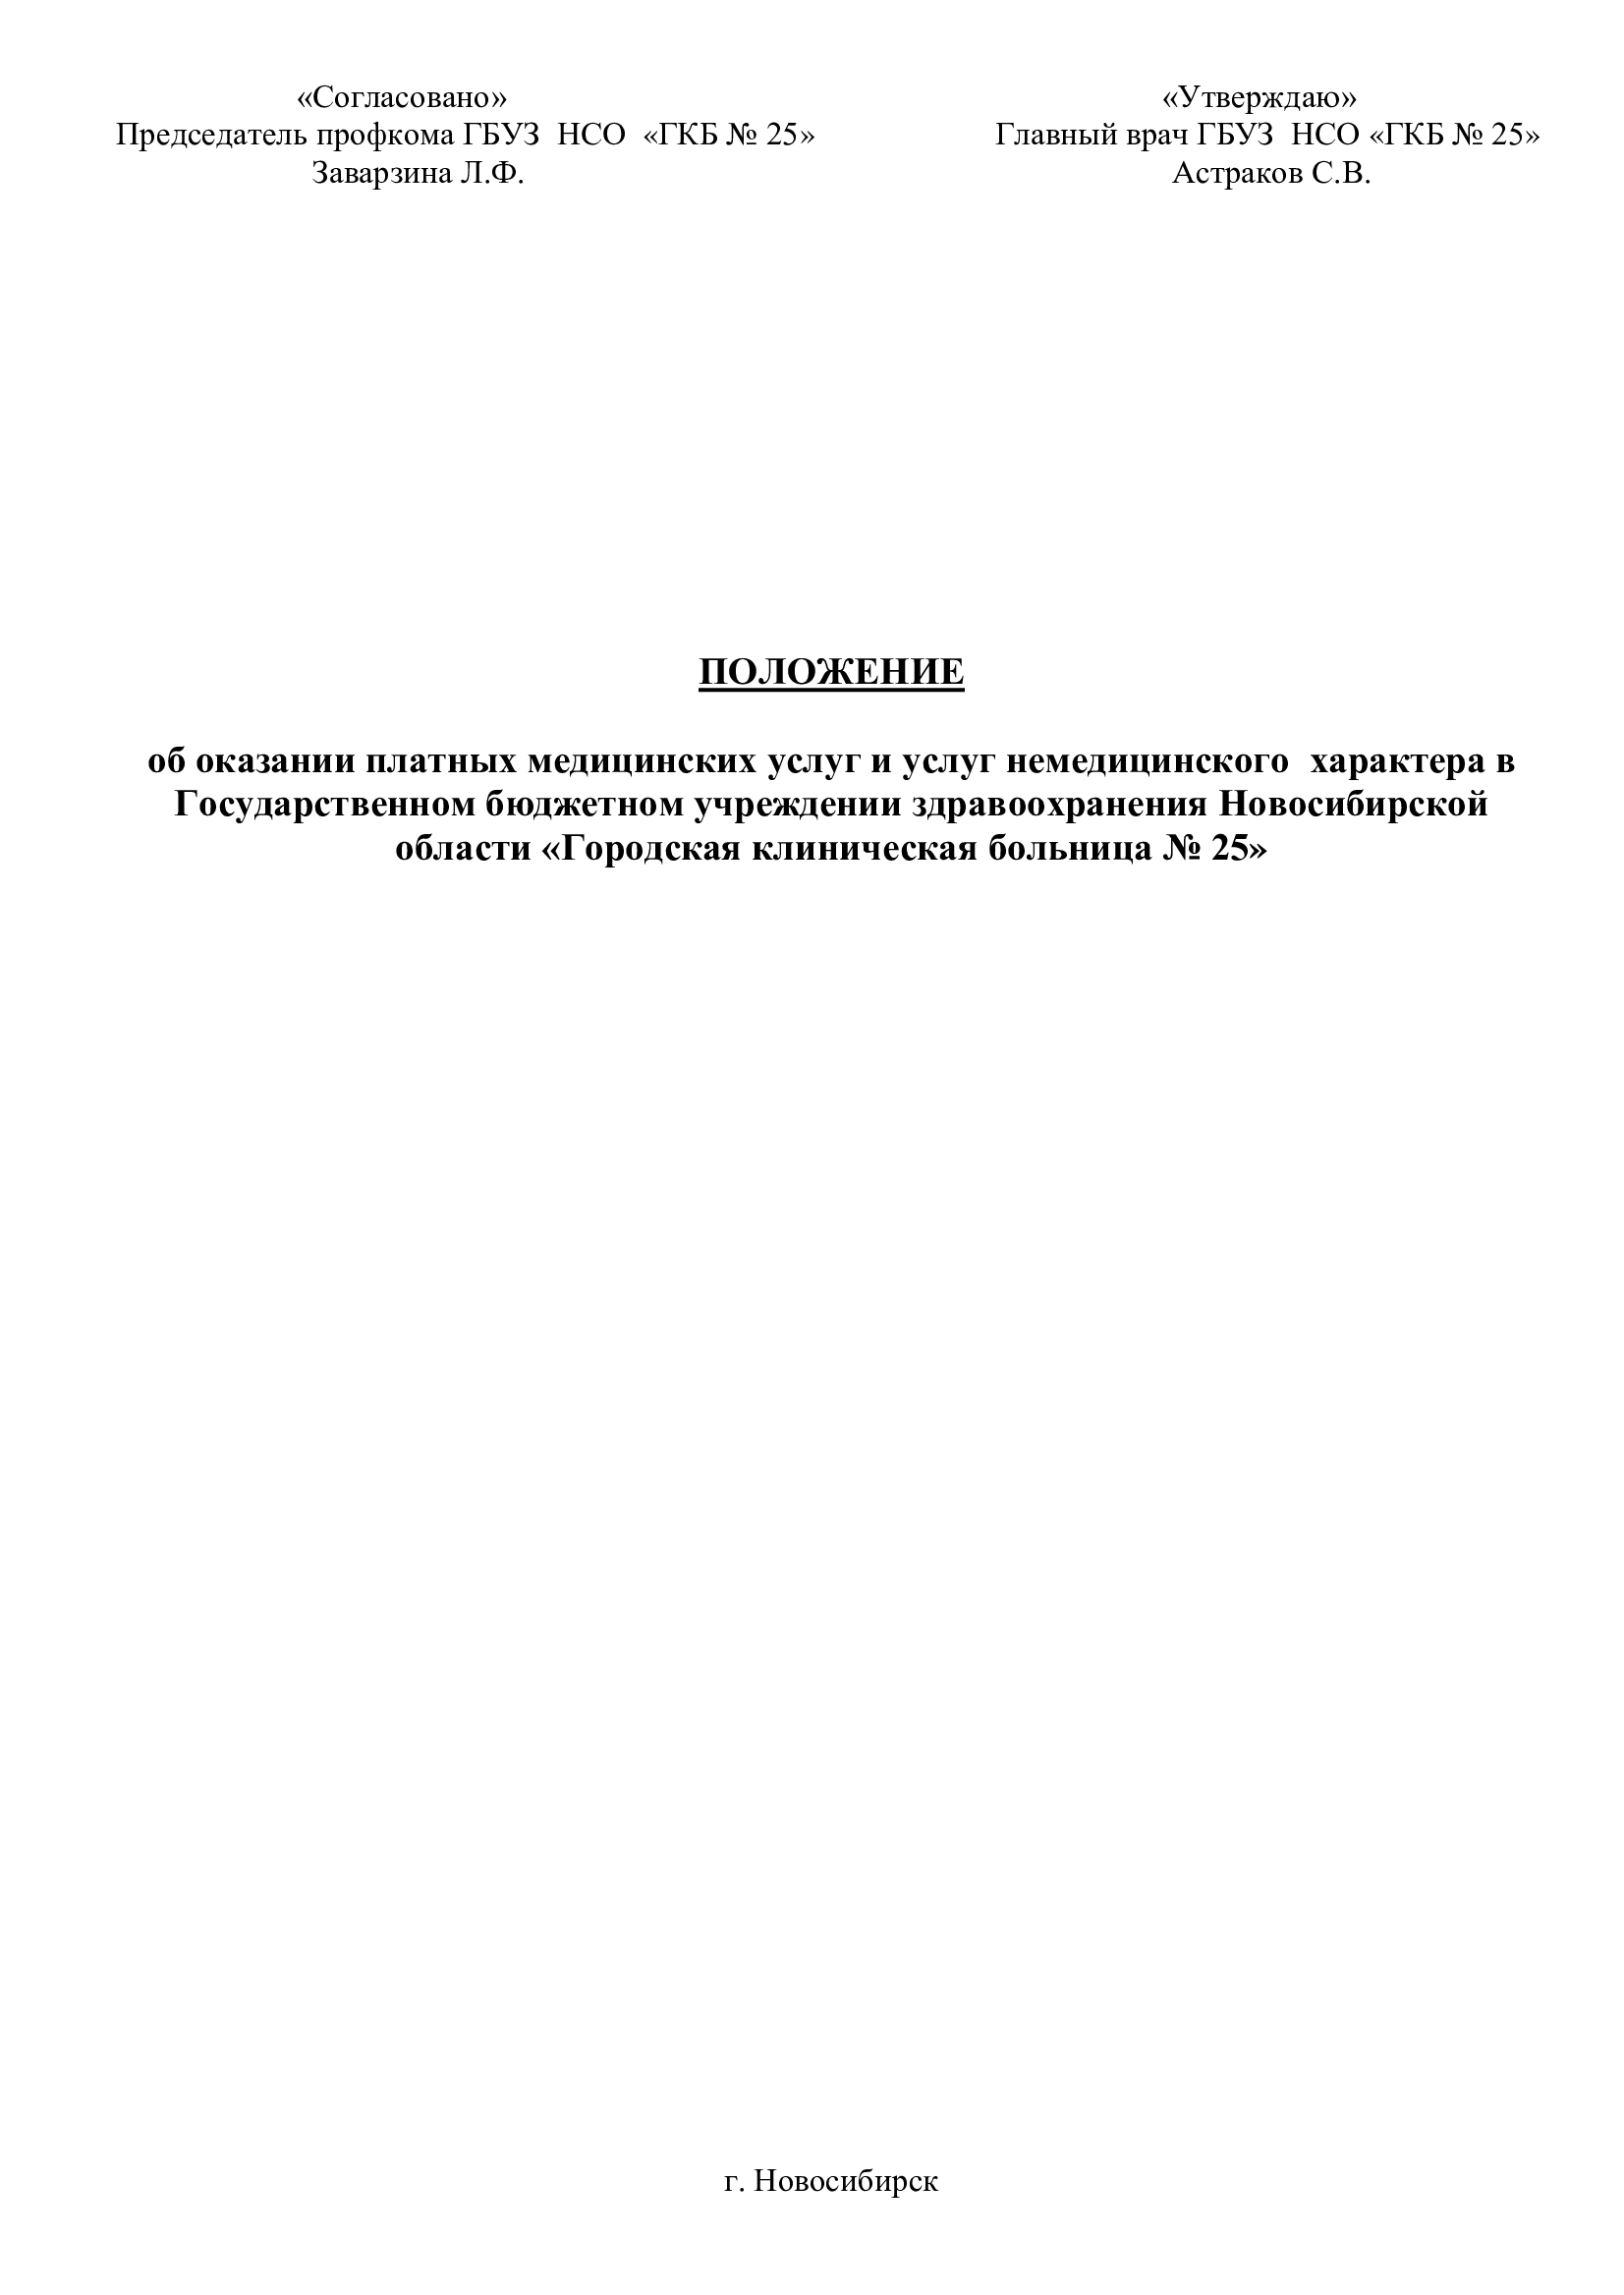 «Согласовано»
Председатель профкома ГБУЗ НСО «ГКБ № 25»
Заварзина Л.Ф.
«Утверждаю»
Главный врач ГБУЗ НСО «ГКБ № 25»
Астраков С.В.
ПОЛОЖЕНИЕ
об оказании платных медицинских услуг и услуг немедицинского характера в
Государственном бюджетном учреждении здравоохранения Новосибирской
области «Городская клиническая больница № 25»
г. Новосибирск